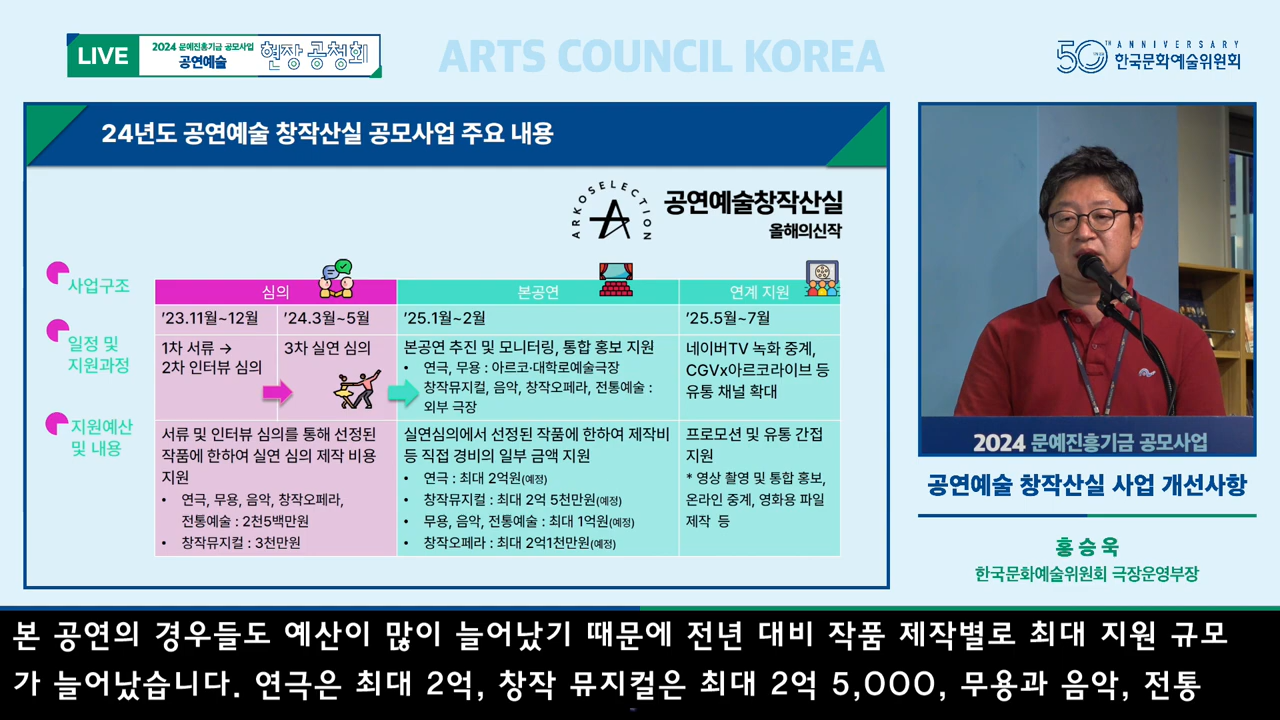 LIVE
2024 문예진흥기금 공모사업
공연예술
현장 공청회
ARTS COUNCIL KOREA
50TH ANNIVERSARY
한국문화예술위원회
24년도 공연예술 창작산실 공모사업 주요 내용
ARKOSELECTION
공연예술창작산실
올해의신작
사업구조
심의
본공연
연계 지원
일정 및
지원과정
’23.11월~12월
’24.3월~5월
’25.1월~2월
’25.5월~7월
1차 서류 →
2차 인터뷰 심의
3차 실연 심의
본공연 추진 및 모니터링, 통합 홍보 지원
• 연극, 무용 : 아르코·대학로예술극장
• 창작뮤지컬, 음악, 창작오페라, 전통예술 :
외부 극장
네이버TV 녹화 중계,
CGVx아르코라이브 등
유통 채널 확대
지원예산
및 내용
서류 및 인터뷰 심의를 통해 선정된
작품에 한하여 실연 심의 제작 비용
지원
• 연극, 무용, 음악, 창작오페라,
전통예술 : 2천5백만원
• 창작뮤지컬 : 3천만원
실연심의에서 선정된 작품에 한하여 제작비
등 직접 경비의 일부 금액 지원
• 연극 : 최대 2억원(예정)
• 창작뮤지컬 : 최대 2억 5천만원(예정)
• 무용, 음악, 전통예술 : 최대 1억원(예정)
• 창작오페라 : 최대 2억1천만원(예정)
프로모션 및 유통 간접
지원
* 영상 촬영 및 통합 홍보,
온라인 중계, 영화용 파일
제작 등
2024 문예진흥기금 공모사업
공연예술 창작산실 사업 개선사항
홍승욱
한국문화예술위원회 극장운영부장
본 공연의 경우들도 예산이 많이 늘어났기 때문에 전년 대비 작품 제작별로 최대 지원 규모
가 늘어났습니다. 연극은 최대 2억, 창작 뮤지컬은 최대 2억 5,000, 무용과 음악, 전통